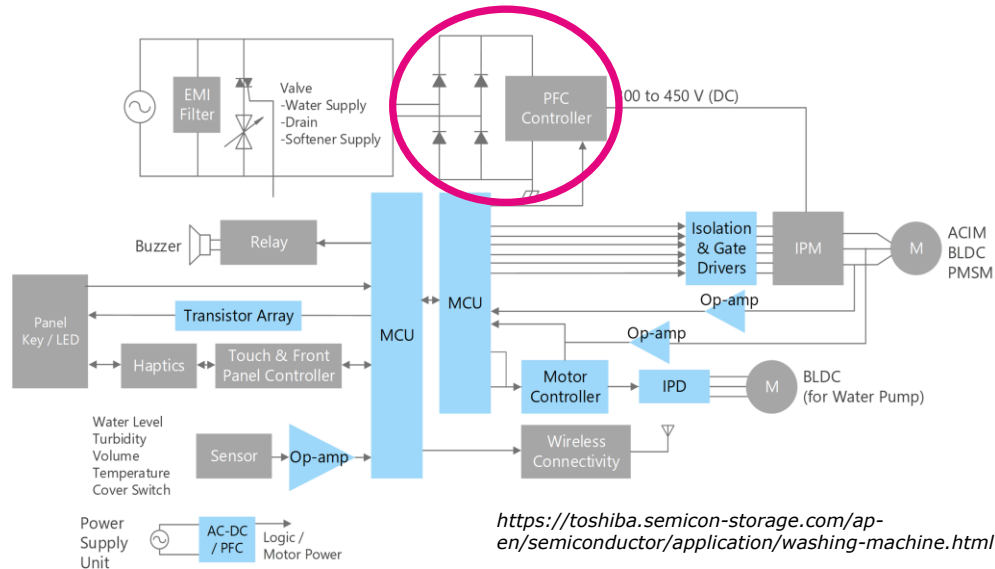 EMI
Filter
Valve
-Water Supply
-Drain
-Softener Supply
PFC
Controller
00 to 450 V (DC)
Buzzer
Relay
Isolation
& Gate
Drivers
IPM
M
ACIM
BLDC
PMSM
Panel
Key / LED
Transistor Array
MCU
MCU
Op-amp
Op-amp
Haptics
Touch & Front
Panel Controller
Motor
Controller
IPD
M
BLDC
(for Water Pump)
Water Level
Turbidity
Volume
Temperature
Cover Switch
Sensor
Op-amp
Wireless
Connectivity
Power
Supply
Unit
AC-DC
/ PFC
Logic /
Motor Power
https://toshiba.semicon-storage.com/ap-
en/semiconductor/application/washing-machine.html